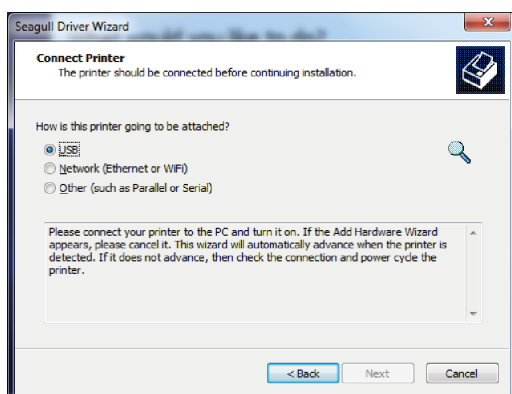 Seagull Driver Wizard
Connect Printer
The printer should be connected before continuing installation.
How is this printer going to be attached?
USB
Network (Ethernet or WiFi)
Other (such as Parallel or Serial)
Please connect your printer to the PC and turn it on. If the Add Hardware Wizard
appears, please cancel it. This wizard will automatically advance when the printer is
detected. If it does not advance, then check the connection and power cycle the
printer.
< Back
Next
Cancel